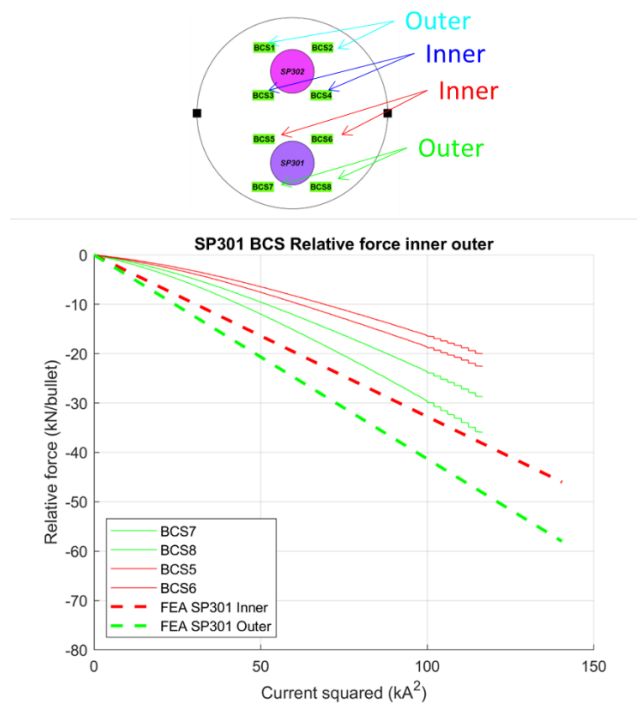 Outer
BCS1 BCS2
SP302
Inner
BCS3 BCS4
Inner
BCS5 BCS6
SP301
Outer
BCS7 BCS8
SP301 BCS Relative force inner outer
0
-10
-20
-30
-40
-50
-60
-70
-80
Relative force (kN/bullet)
BCS7
BCS8
BCS5
BCS6
FEA SP301 Inner
FEA SP301 Outer
0 50 100 150
Current squared (kA²)